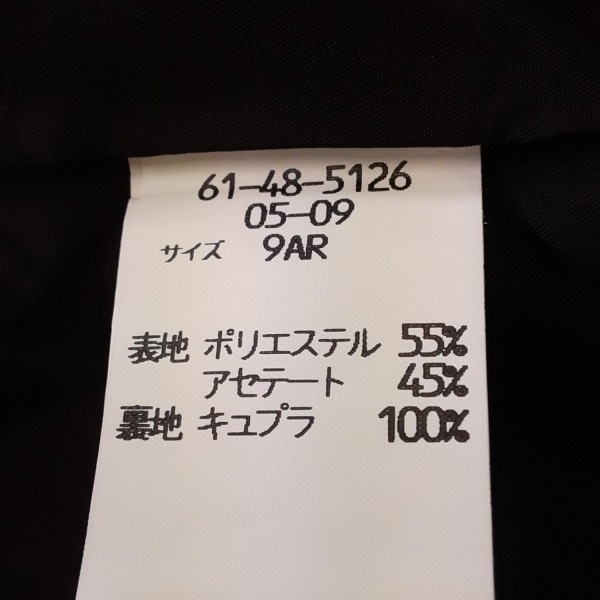 61-48-5126
05-09
サイズ 9AR
表地 ポリエステル 55%
アセテート 45%
裏地 キュプラ 100%